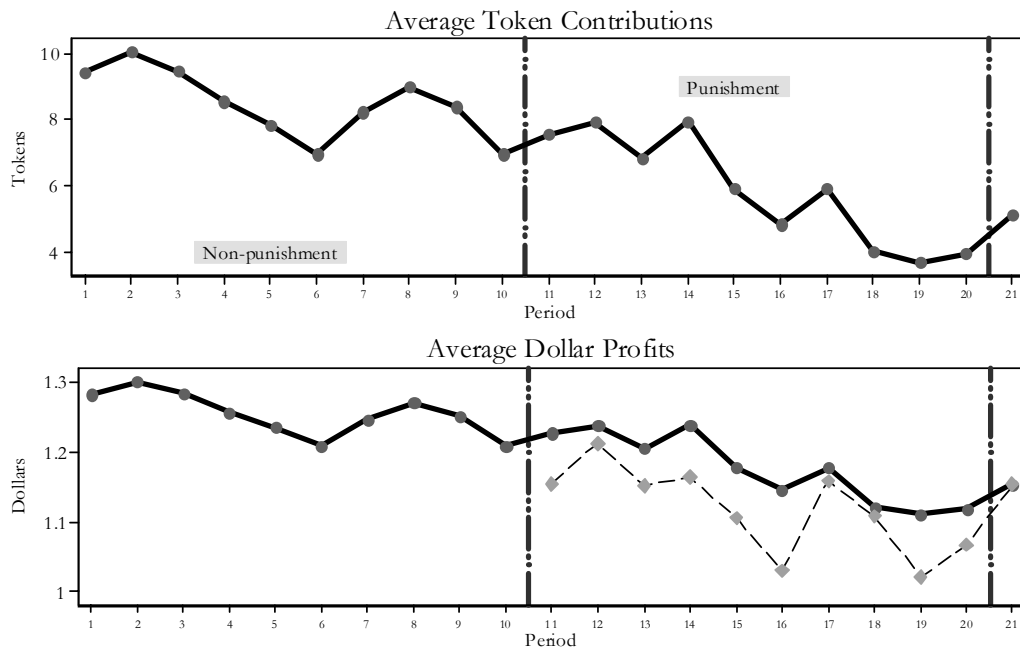 Average Token Contributions
10
8
6
4
Tokens
Punishment
Non-punishment
1 2 3 4 5 6 7 8 9 10 11 12 13 14 15 16 17 18 19 20 21
Period
Average Dollar Profits
1.3
1.2
1.1
1
Dollars
1 2 3 4 5 6 7 8 9 10 11 12 13 14 15 16 17 18 19 20 21
Period